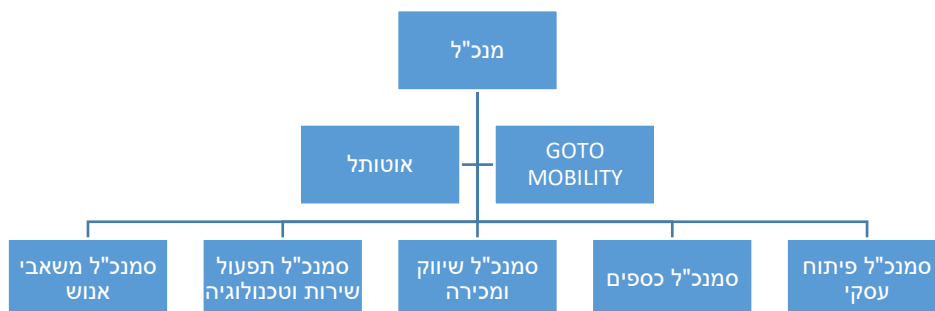 מנכ"ל
GOTO
MOBILITY
אוטותל
סמנכ"ל פיתוח
עסקי
סמנכ"ל כספים
סמנכ"ל שיווק
ומכירה
סמנכ"ל תפעול
שירות וטכנולוגיה
סמנכ"ל משאבי
אנוש